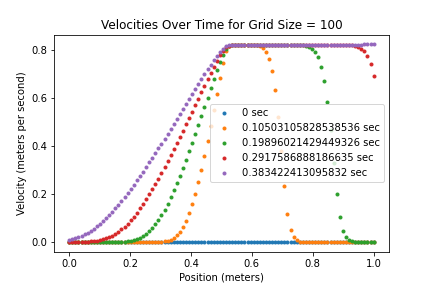 Velocities Over Time for Grid Size = 100
Velocity (meters per second)
0.8
0.6
0.4
0.2
0.0
0 sec
0.10503105828538536 sec
0.19896021429449326 sec
0.2917586888186635 sec
0.383422413095832 sec
0.0 0.2 0.4 0.6 0.8 1.0
Position (meters)